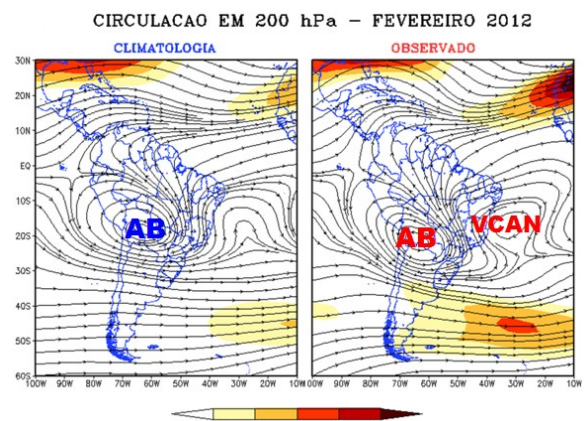 CIRCULACAO EM 200 hPa – FEVEREIRO 2012
CLIMATOLOGIA
OBSERVADO
30N
20N
10N
EQ
10S
20S
30S
40S
50S
60S
AB
AB
VCAN
100W 90W 80W 70W 60W 50W 40W 30W 20W 10W
100W 90W 80W 70W 60W 50W 40W 30W 20W 10W